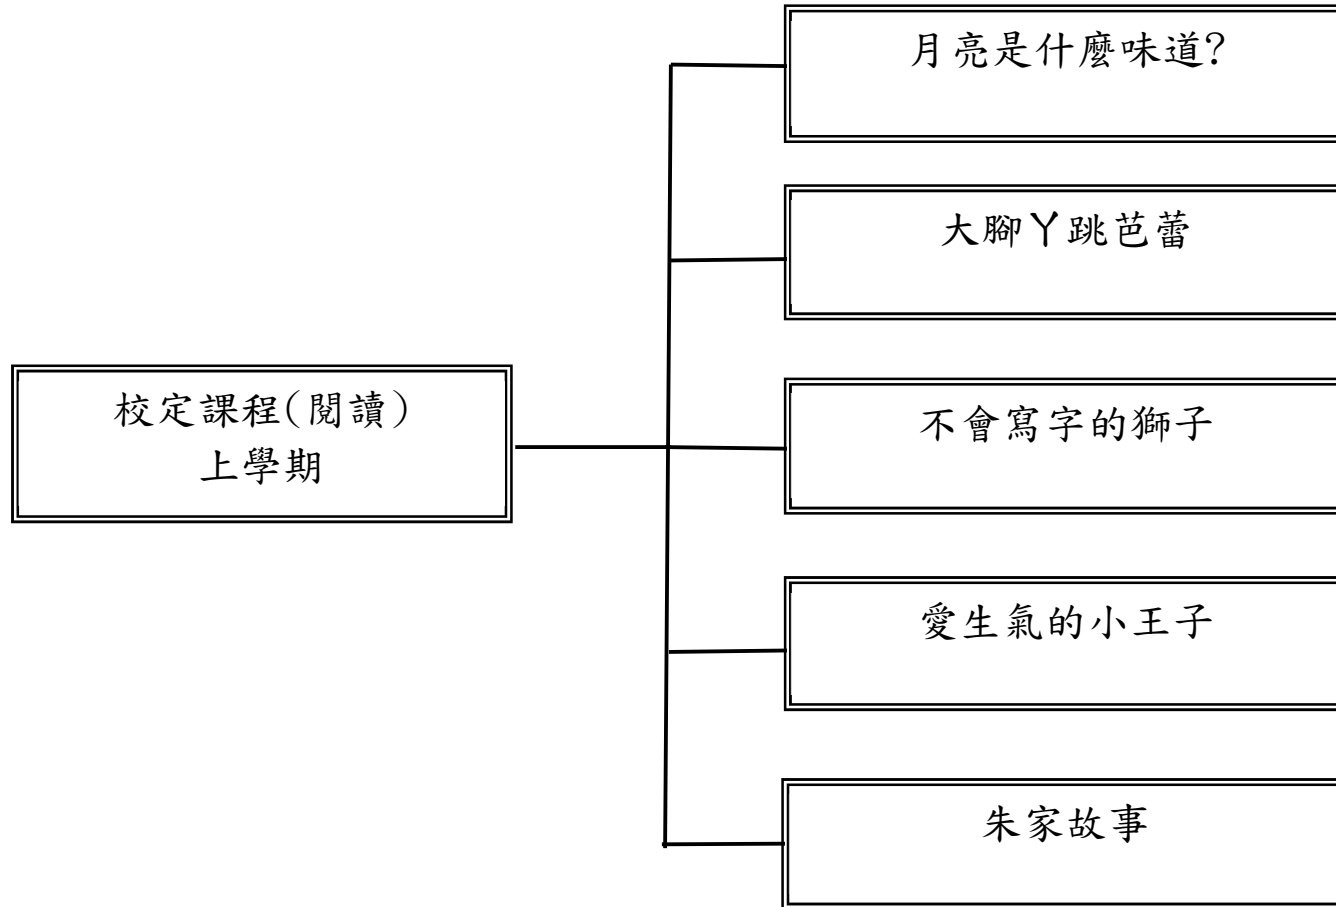 月亮是什麼味道?
大腳丫跳芭蕾
校定課程(閱讀)
上學期
不會寫字的獅子
愛生氣的小王子
朱家故事